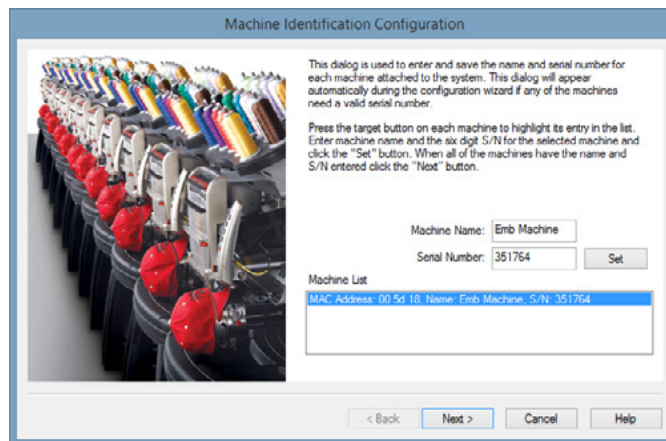 Machine Identification Configuration
This dialog is used to enter and save the name and serial number for
each machine attached to the system. This dialog will appear
automatically during the configuration wizard if any of the machines
need a valid serial number.
Press the target button on each machine to highlight its entry in the list.
Enter machine name and the six digit S/N for the selected machine and
click the "Set" button. When all of the machines have the name and
S/N entered click the "Next" button.
Machine Name: Emb Machine
Serial Number: 351764 Set
Machine List
MAC Address: 00 5d 18, Name: Emb Machine, S/N: 351764
< Back Next > Cancel Help